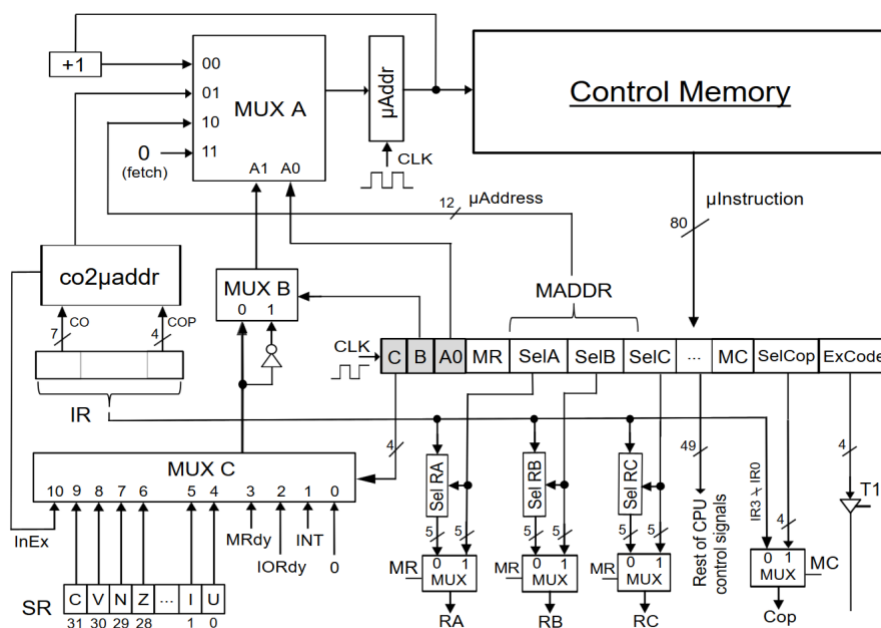 +1
00
01
10
11
MUX A
A1 A0
0
(fetch)
µAddr
CLK
Control Memory
12
µAddress
80
µInstruction
co2µaddr
7
CO
4
COP
IR
MUX B
0 1
MADDR
CLK
C B A0 MR SelA SelB SelC ... MC SelCop ExCode
4
MUX C
10 9 8 7 6 5 4 3 2 1 0
InEx
MRdy
IORdy
INT
0
SR
C V N Z ... I U
31 30 29 28 1 0
Sel RA
5 5
MR
0 1
MUX
RA
Sel RB
5 5
MR
0 1
MUX
RB
Sel RC
5 5
MR
0 1
MUX
RC
49
Rest of CPU
control signals
IR3 ÷ IR0
4
0 1
MUX
MC
Cop
4
T1